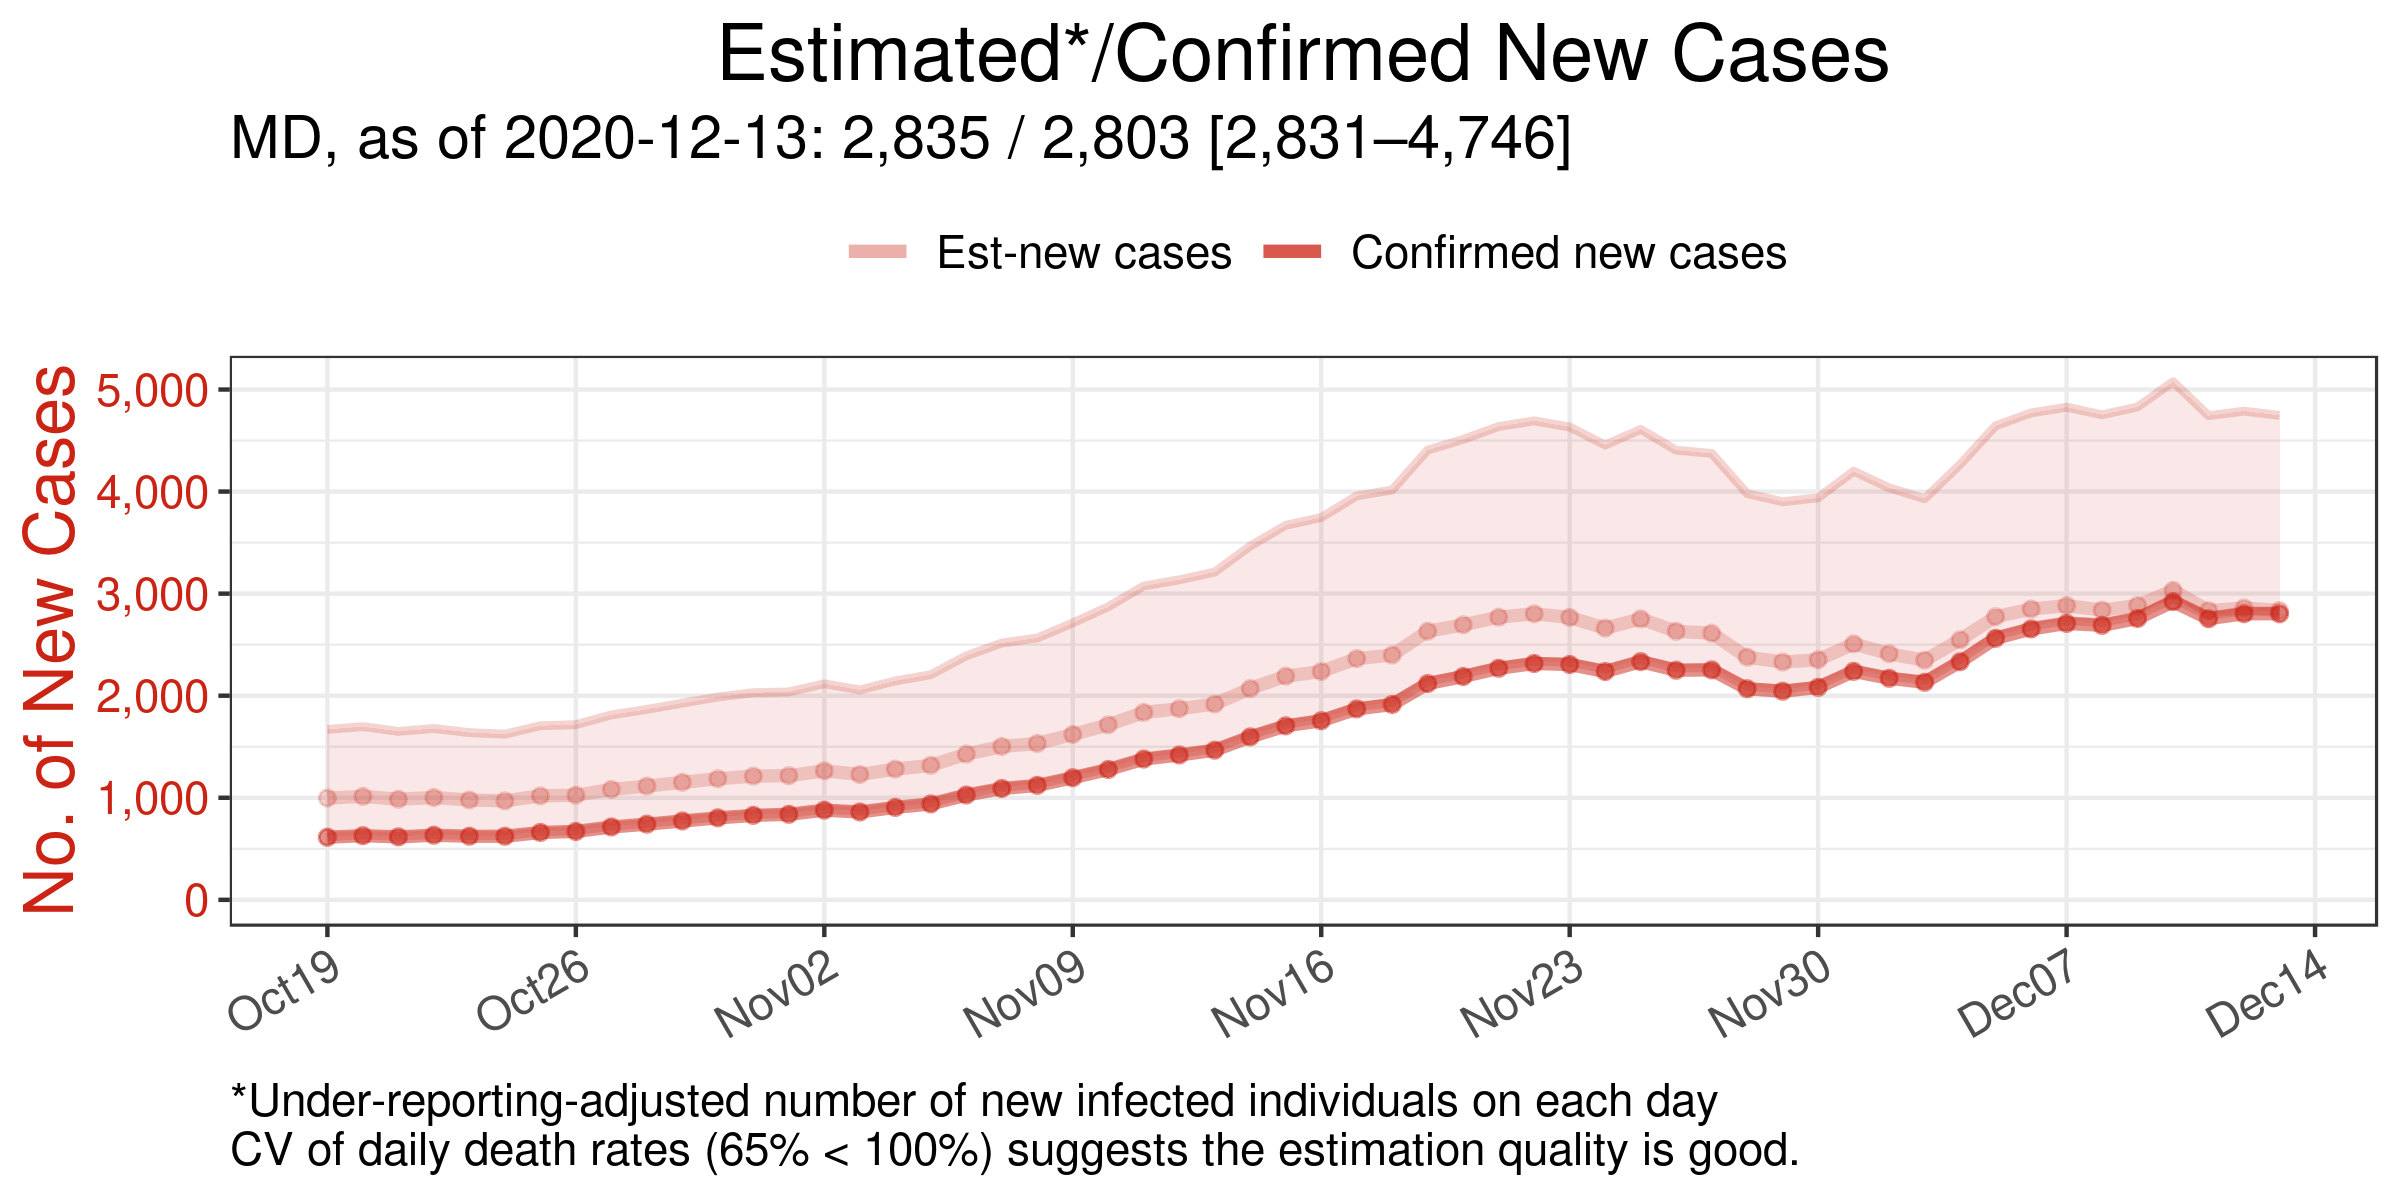 Estimated*/Confirmed New Cases
MD, as of 2020-12-13: 2,835 / 2,803 [2,831–4,746]
Est-new cases Confirmed new cases
No. of New Cases
5,000
4,000
3,000
2,000
1,000
0
Oct19 Oct26 Nov02 Nov09 Nov16 Nov23 Nov30 Dec07 Dec14
*Under-reporting-adjusted number of new infected individuals on each day
CV of daily death rates (65% < 100%) suggests the estimation quality is good.